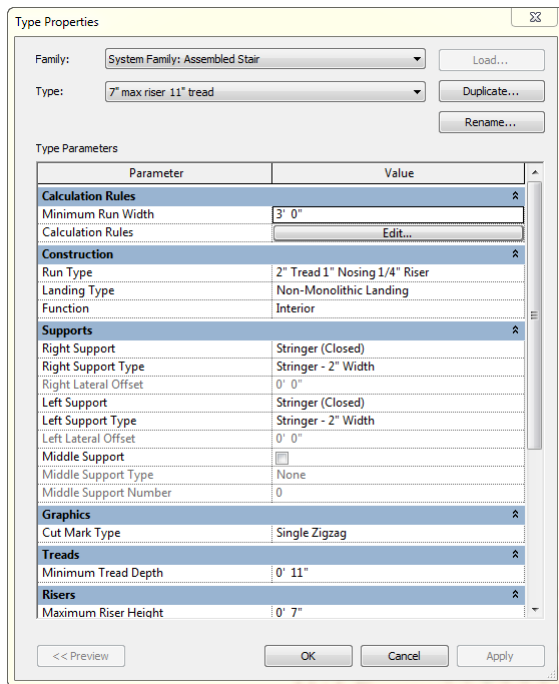 Type Properties
Family: System Family: Assembled Stair Load...
Type: 7" max riser 11" tread Duplicate...
Rename...
Type Parameters
Parameter Value
Calculation Rules
Minimum Run Width 3' 0"
Calculation Rules Edit...
Construction
Run Type 2" Tread 1" Nosing 1/4" Riser
Landing Type Non-Monolithic Landing
Function Interior
Supports
Right Support Stringer (Closed)
Right Support Type Stringer - 2" Width
Right Lateral Offset 0' 0"
Left Support Stringer (Closed)
Left Support Type Stringer - 2" Width
Left Lateral Offset 0' 0"
Middle Support
Middle Support Type None
Middle Support Number 0
Graphics
Cut Mark Type Single Zigzag
Treads
Minimum Tread Depth 0' 11"
Risers
Maximum Riser Height 0' 7"
<< Preview OK Cancel Apply